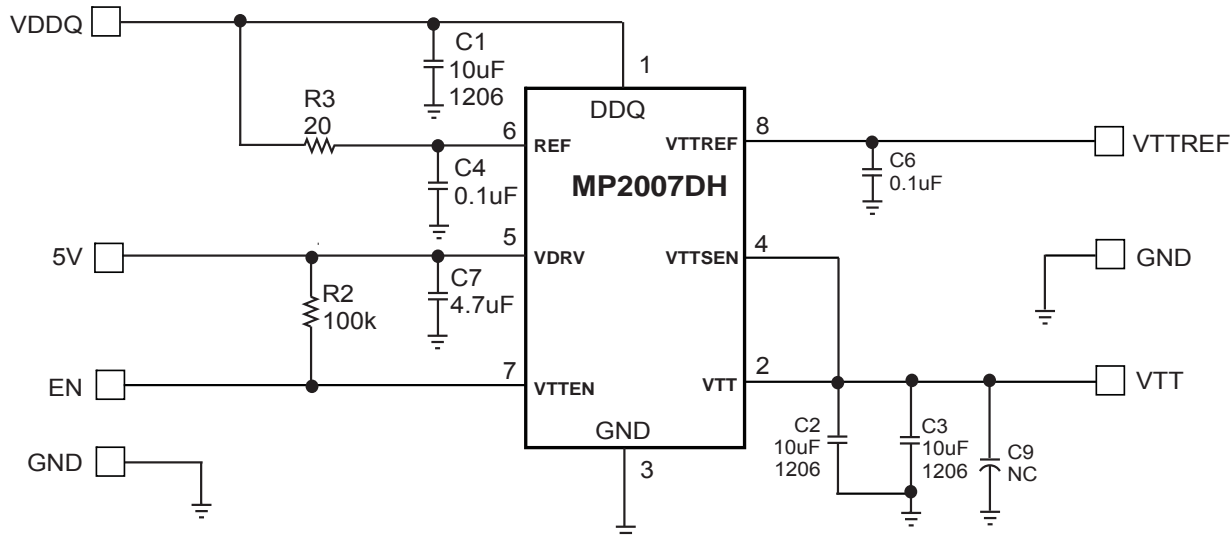 VDDQ
C1
10uF
1206
1
R3
20
DDQ
6
REF
VTTREF
8
VTTREF
C4
0.1uF
MP2007DH
C6
0.1uF
5V
5
VDRV
VTTSEN
4
GND
R2
100k
C7
4.7uF
EN
7
VTTEN
VTT
2
VTT
GND
GND
3
C2
10uF
1206
C3
10uF
1206
C9
NC